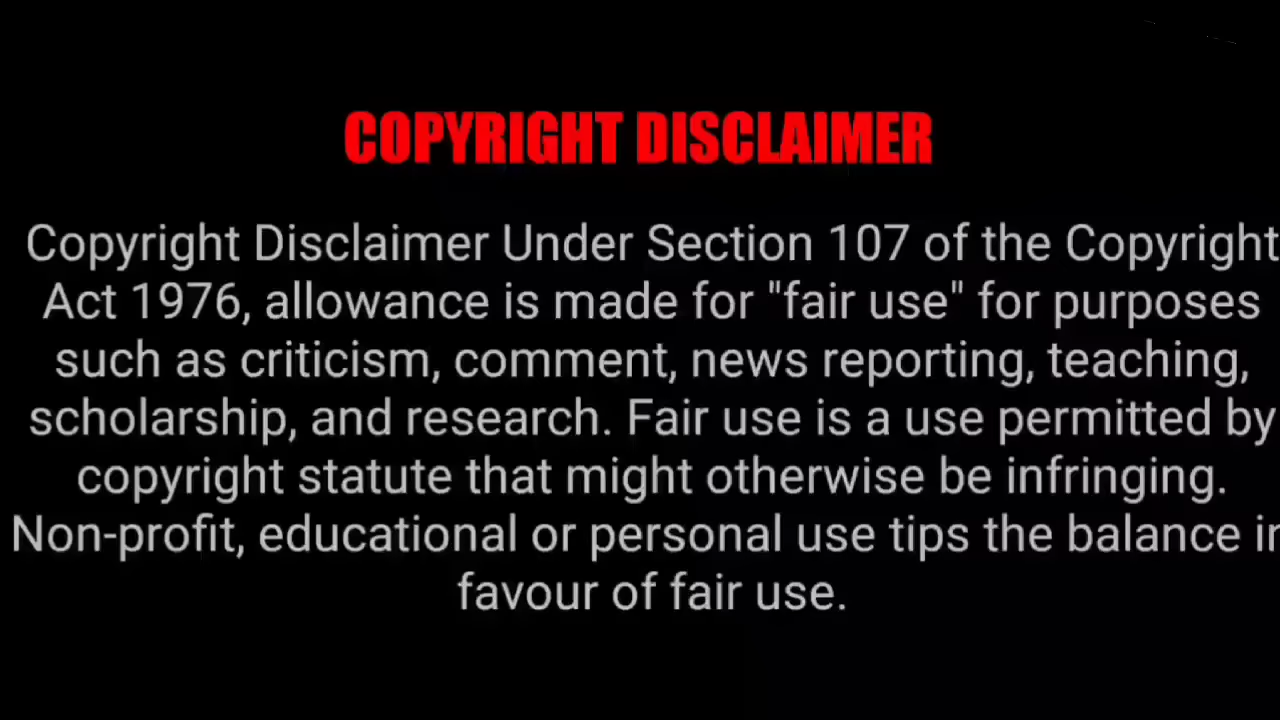 COPYRIGHT DISCLAIMER
Copyright Disclaimer Under Section 107 of the Copyright
Act 1976, allowance is made for "fair use" for purposes
such as criticism, comment, news reporting, teaching,
scholarship, and research. Fair use is a use permitted by
copyright statute that might otherwise be infringing.
Non-profit, educational or personal use tips the balance in
favour of fair use.